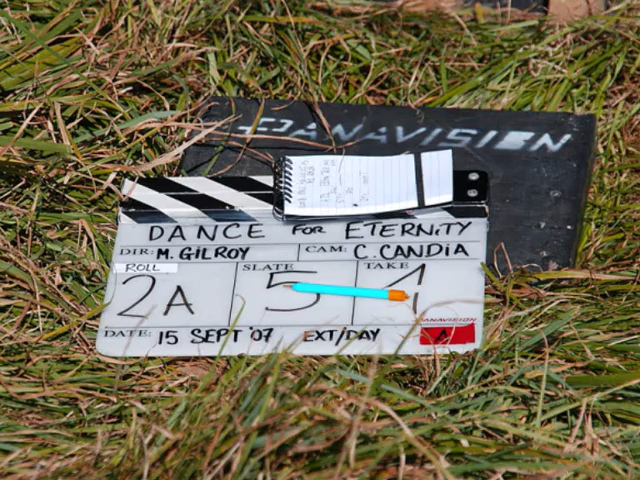 PANAVISION
DANCE FOR ETERNITY
DIR: M. GILROY CAM: C. CANDIA
ROLL SLATE TAKE
2A 5 1
PANAVISION
DATE: 15 SEPT '07 EXT/DAY A